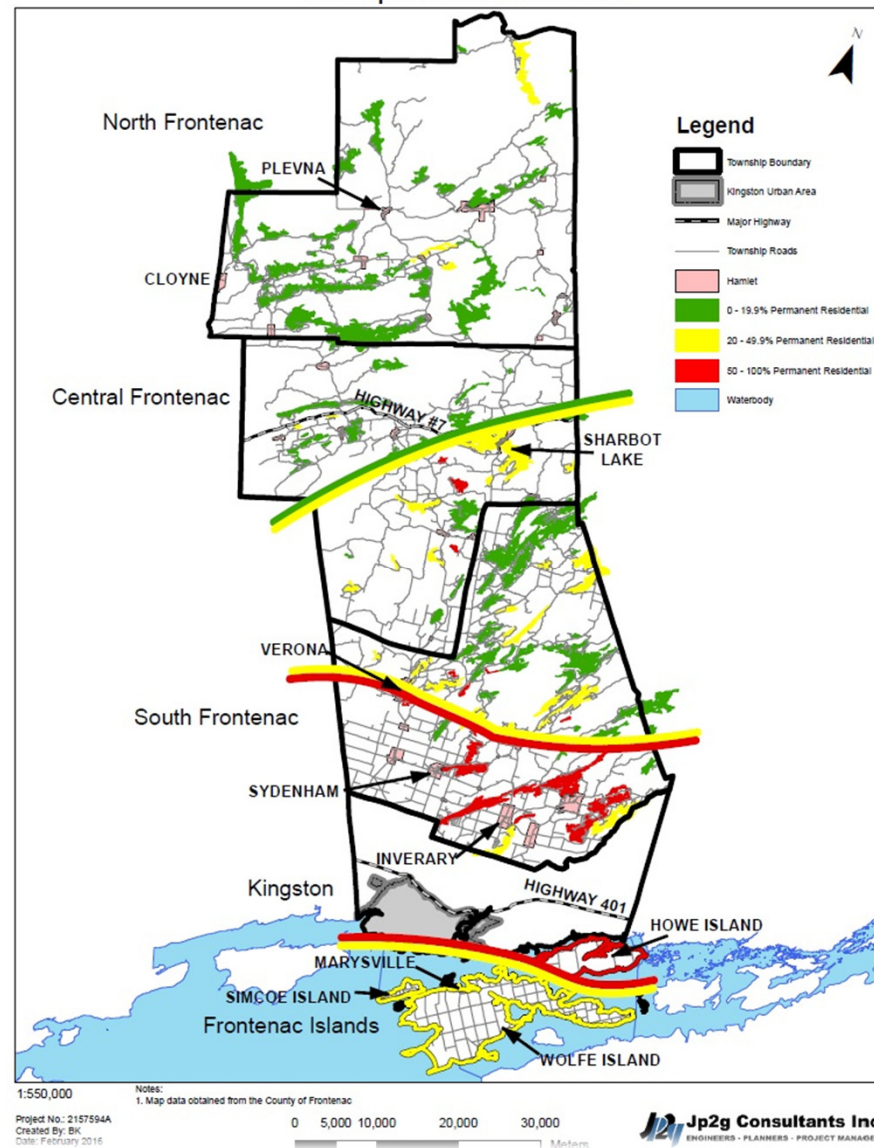 N
North Frontenac
PLEVNA
CLOYNE
Central Frontenac
HIGHWAY #7
SHARBOT
LAKE
VERONA
South Frontenac
SYDENHAM
INVERARY
Kingston
HIGHWAY 401
HOWE ISLAND
MARYSVILLE
SIMCOE ISLAND
Frontenac Islands
WOLFE ISLAND
Legend
Township Boundary
Kingston Urban Area
Major Highway
Township Roads
Hamlet
0 - 19.9% Permanent Residential
20 - 49.9% Permanent Residential
50 - 100% Permanent Residential
Waterbody
1:550,000
Notes:
1. Map data obtained from the County of Frontenac
Project No.: 2157594A
Created By: BK
Date: February 2016
0 5,000 10,000 20,000 30,000
Meters
Jp2g Consultants Inc
ENGINEERS - PLANNERS - PROJECT MANAGE